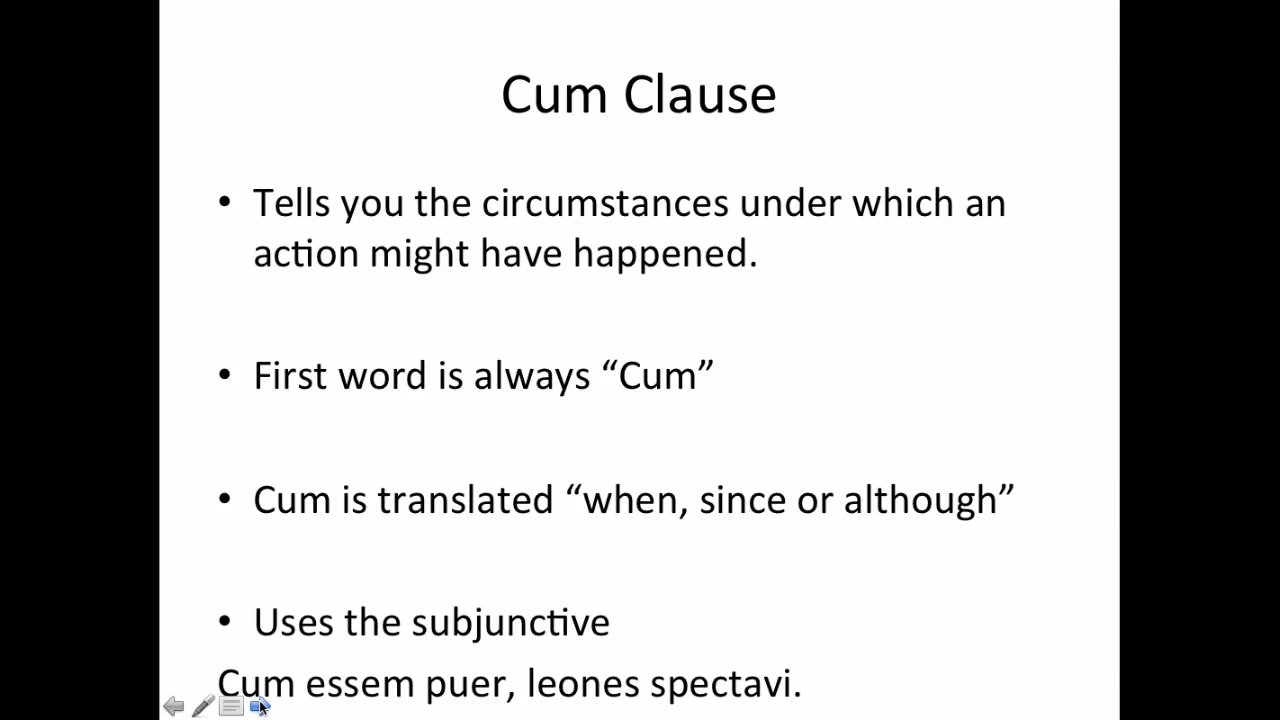 Cum Clause
• Tells you the circumstances under which an
action might have happened.
• First word is always “Cum”
• Cum is translated “when, since or although”
• Uses the subjunctive
Cum essem puer, leones spectavi.